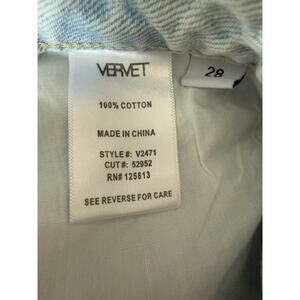 VERVET
28
100% COTTON
MADE IN CHINA
STYLE#: V2471
CUT#: 52952
RN# 125813
SEE REVERSE FOR CARE